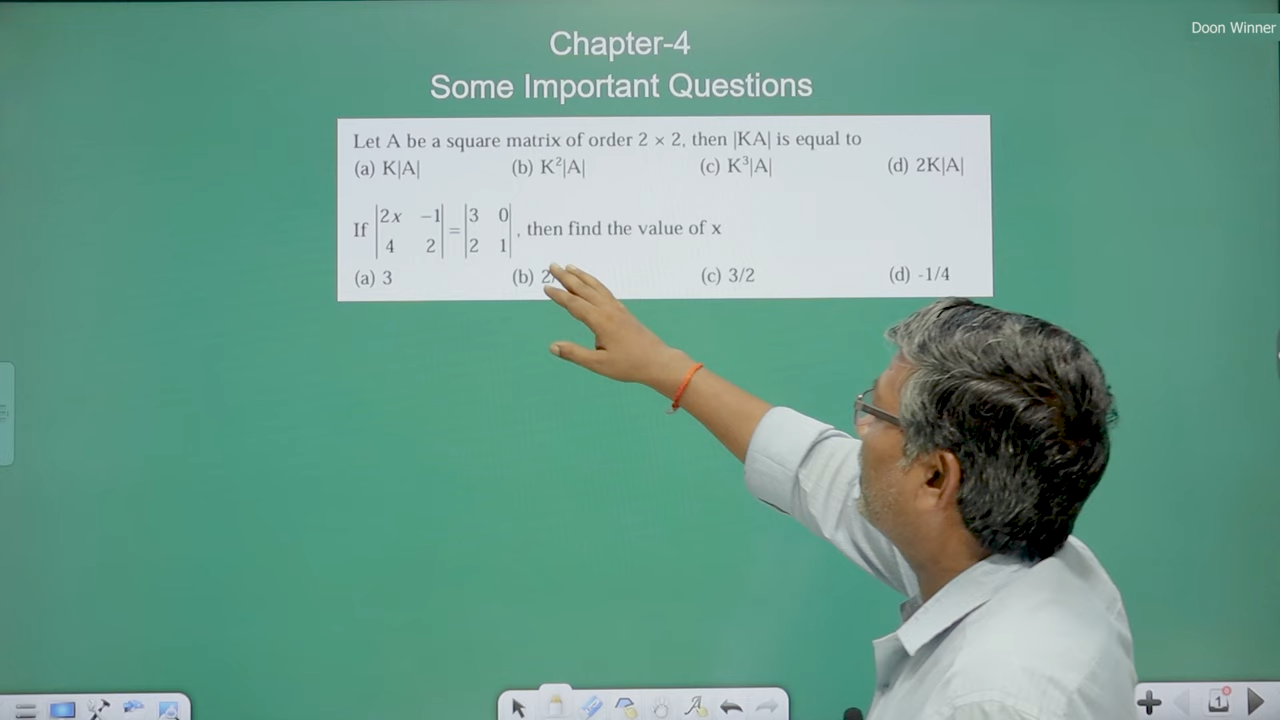 Doon Winner
Chapter-4
Some Important Questions
Let A be a square matrix of order 2 × 2, then |KA| is equal to
(a) K|A| (b) K²|A| (c) K³|A| (d) 2K|A|
If |2x −1; 4 2| = |3 0; 2 1|, then find the value of x
(a) 3 (b) (c) 3/2 (d) -1/4
1